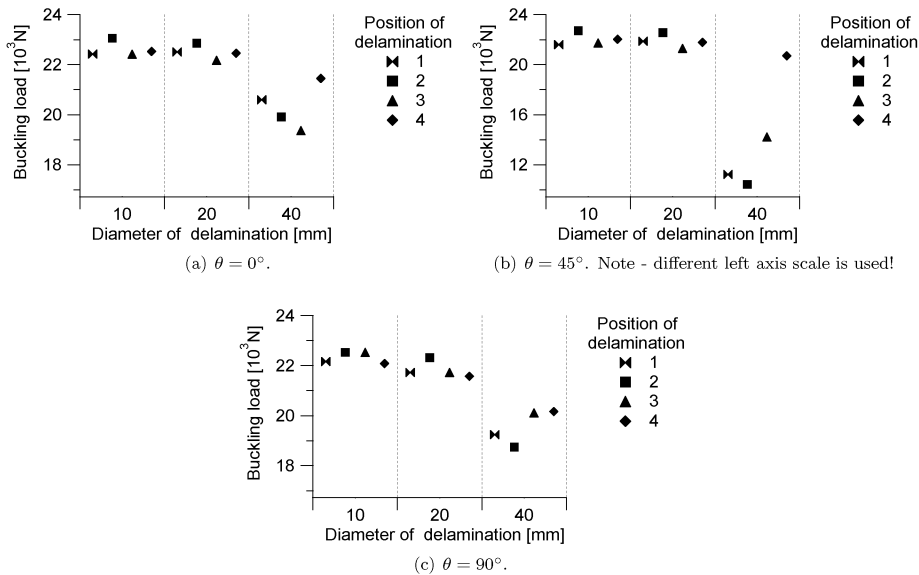 Buckling load [10³N]
24
22
20
18
10
20
40
Diameter of delamination [mm]
Position of
delamination
1
2
3
4
(a) θ = 0°.
Buckling load [10³N]
24
20
16
12
10
20
40
Diameter of delamination [mm]
Position of
delamination
1
2
3
4
(b) θ = 45°. Note - different left axis scale is used!
Buckling load [10³N]
24
22
20
18
10
20
40
Diameter of delamination [mm]
Position of
delamination
1
2
3
4
(c) θ = 90°.